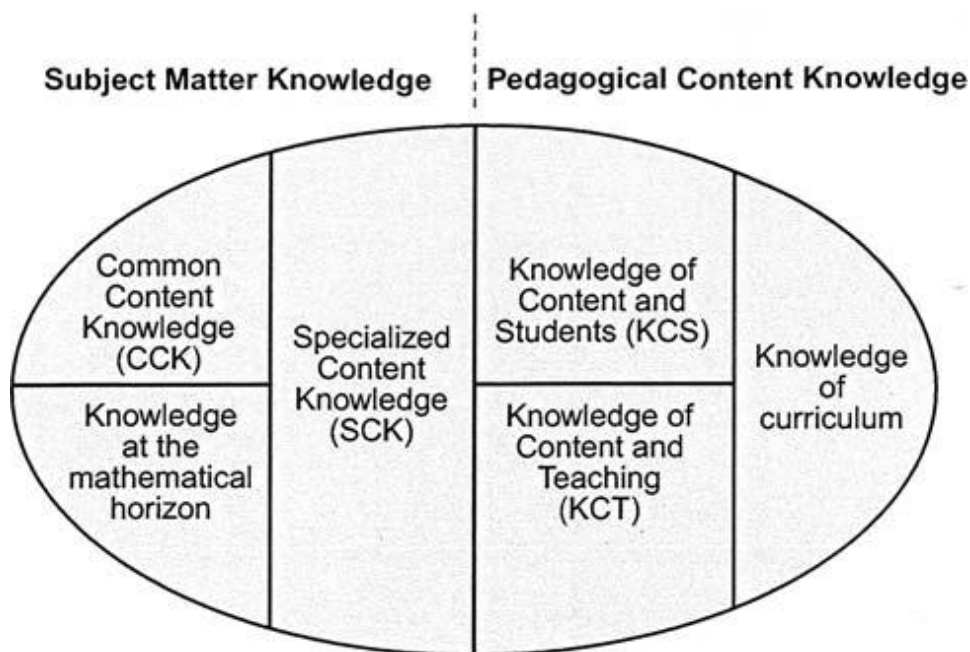 Subject Matter Knowledge
Pedagogical Content Knowledge
Common
Content
Knowledge
(CCK)
Knowledge
at the
mathematical
horizon
Specialized
Content
Knowledge
(SCK)
Knowledge of
Content and
Students (KCS)
Knowledge of
Content and
Teaching
(KCT)
Knowledge
of
curriculum